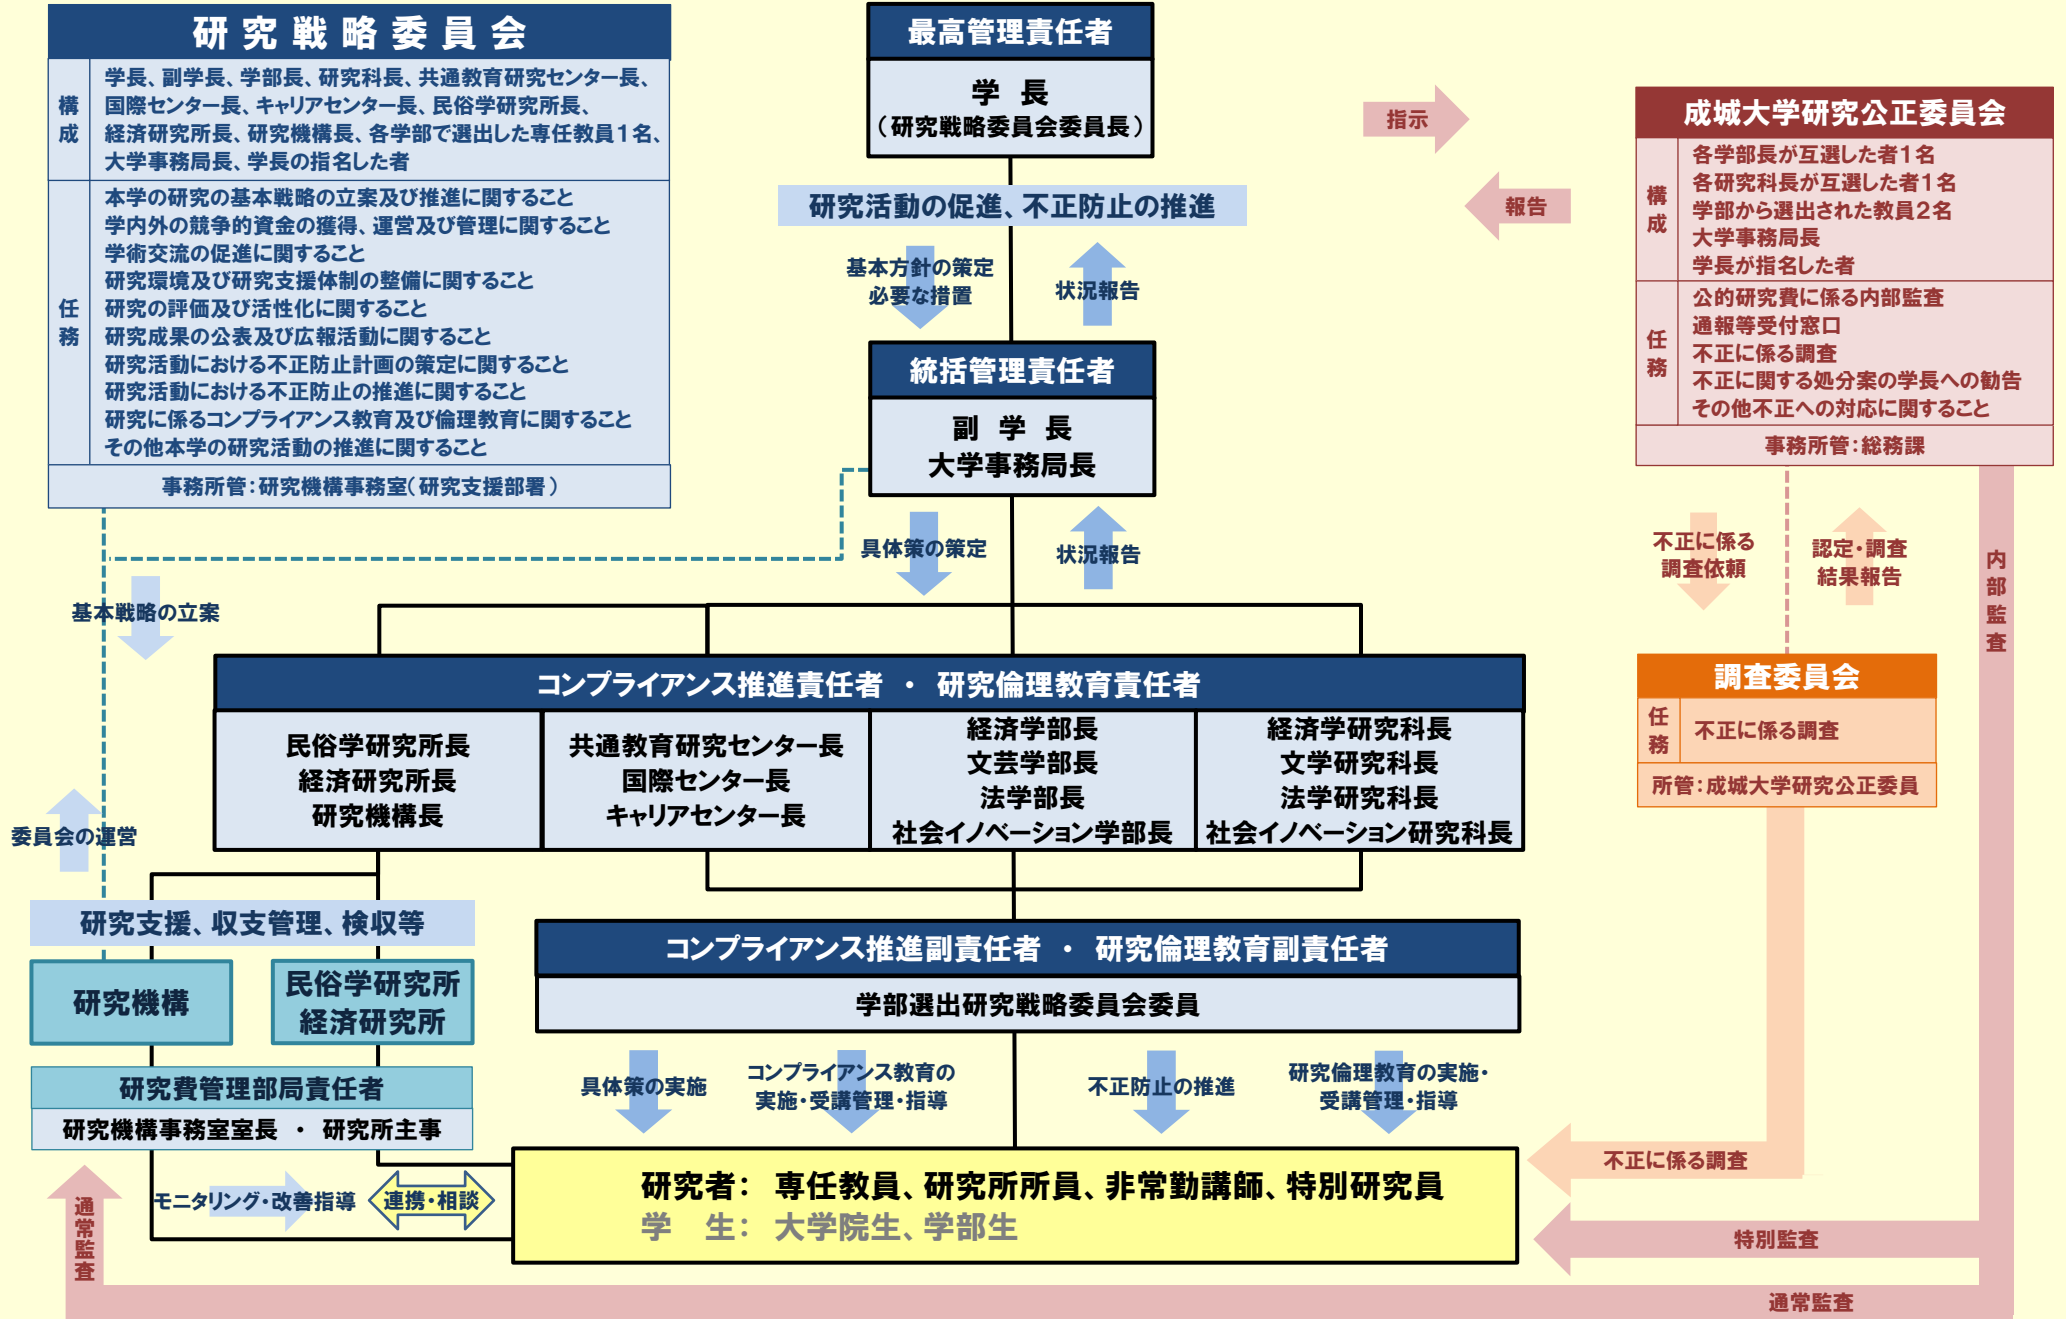 研究戦略委員会
構成
学長、副学長、学部長、研究科長、共通教育研究センター長、
国際センター長、キャリアセンター長、民俗学研究所長、
経済研究所長、研究機構長、各学部で選出した専任教員1名、
大学事務局長、学長の指名した者
任務
本学の研究の基本戦略の立案及び推進に関すること
学内外の競争的資金の獲得、運営及び管理に関すること
学術交流の促進に関すること
研究環境及び研究支援体制の整備に関すること
研究の評価及び活性化に関すること
研究成果の公表及び広報活動に関すること
研究活動における不正防止計画の策定に関すること
研究活動における不正防止の推進に関すること
研究に係るコンプライアンス教育及び倫理教育に関すること
その他本学の研究活動の推進に関すること
事務所管：研究機構事務室（研究支援部署）
最高管理責任者
学 長
（研究戦略委員会委員長）
研究活動の促進、不正防止の推進
基本方針の策定
必要な措置
状況報告
指示
報告
成城大学研究公正委員会
構成
各学部長が互選した者1名
各研究科長が互選した者1名
学部から選出された教員2名
大学事務局長
学長が指名した者
任務
公的研究費に係る内部監査
通報等受付窓口
不正に係る調査
不正に関する処分案の学長への勧告
その他不正への対応に関すること
事務所管：総務課
統括管理責任者
副 学 長
大学事務局長
具体策の策定
状況報告
基本戦略の立案
不正に係る
調査依頼
認定・調査
結果報告
内部監査
調査委員会
任務
不正に係る調査
所管：成城大学研究公正委員
コンプライアンス推進責任者 ・ 研究倫理教育責任者
民俗学研究所長
経済研究所長
研究機構長
共通教育研究センター長
国際センター長
キャリアセンター長
経済学部長
文芸学部長
法学部長
社会イノベーション学部長
経済学研究科長
文学研究科長
法学研究科長
社会イノベーション研究科長
委員会の運営
研究支援、収支管理、検収等
研究機構
民俗学研究所
経済研究所
研究費管理部局責任者
研究機構事務室室長 ・ 研究所主事
コンプライアンス推進副責任者 ・ 研究倫理教育副責任者
学部選出研究戦略委員会委員
具体策の実施
コンプライアンス教育の
実施・受講管理・指導
不正防止の推進
研究倫理教育の実施・
受講管理・指導
研究者： 専任教員、研究所所員、非常勤講師、特別研究員
学 生： 大学院生、学部生
モニタリング・改善指導
連携・相談
通常監査
不正に係る調査
特別監査
通常監査